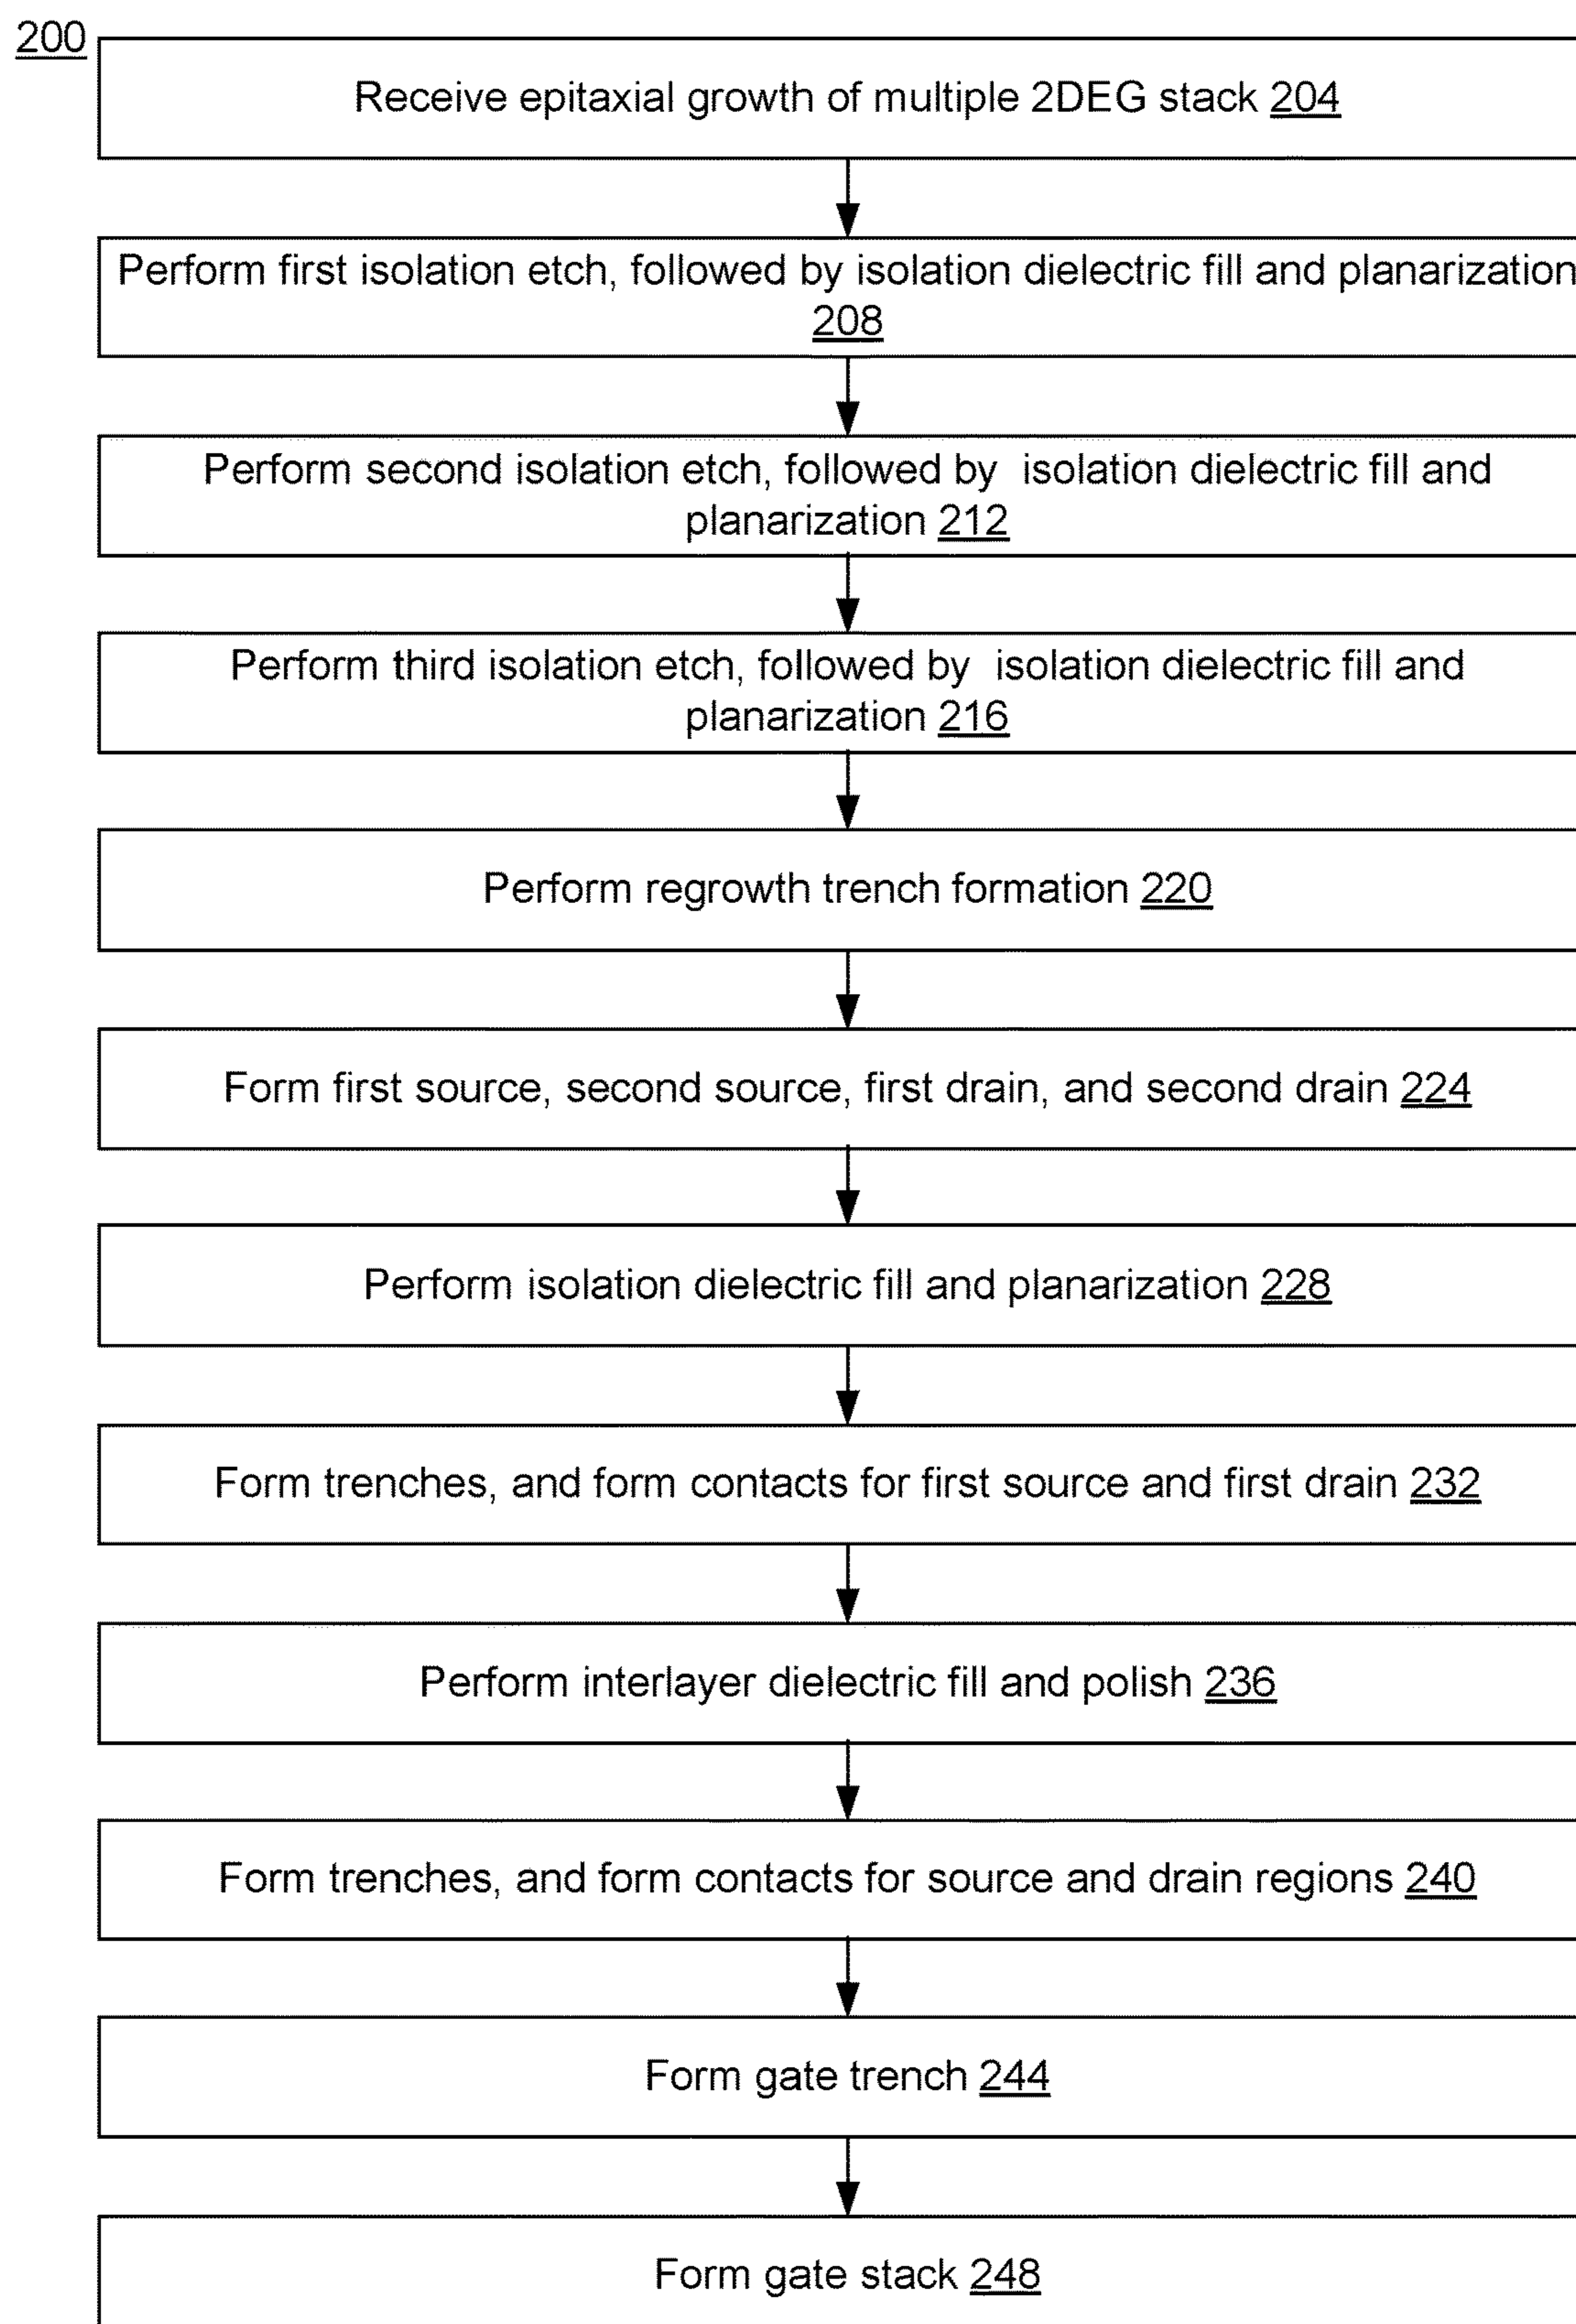 200
Receive epitaxial growth of multiple 2DEG stack 204
Perform first isolation etch, followed by isolation dielectric fill and planarization
208
Perform second isolation etch, followed by isolation dielectric fill and
planarization 212
Perform third isolation etch, followed by isolation dielectric fill and
planarization 216
Perform regrowth trench formation 220
Form first source, second source, first drain, and second drain 224
Perform isolation dielectric fill and planarization 228
Form trenches, and form contacts for first source and first drain 232
Perform interlayer dielectric fill and polish 236
Form trenches, and form contacts for source and drain regions 240
Form gate trench 244
Form gate stack 248